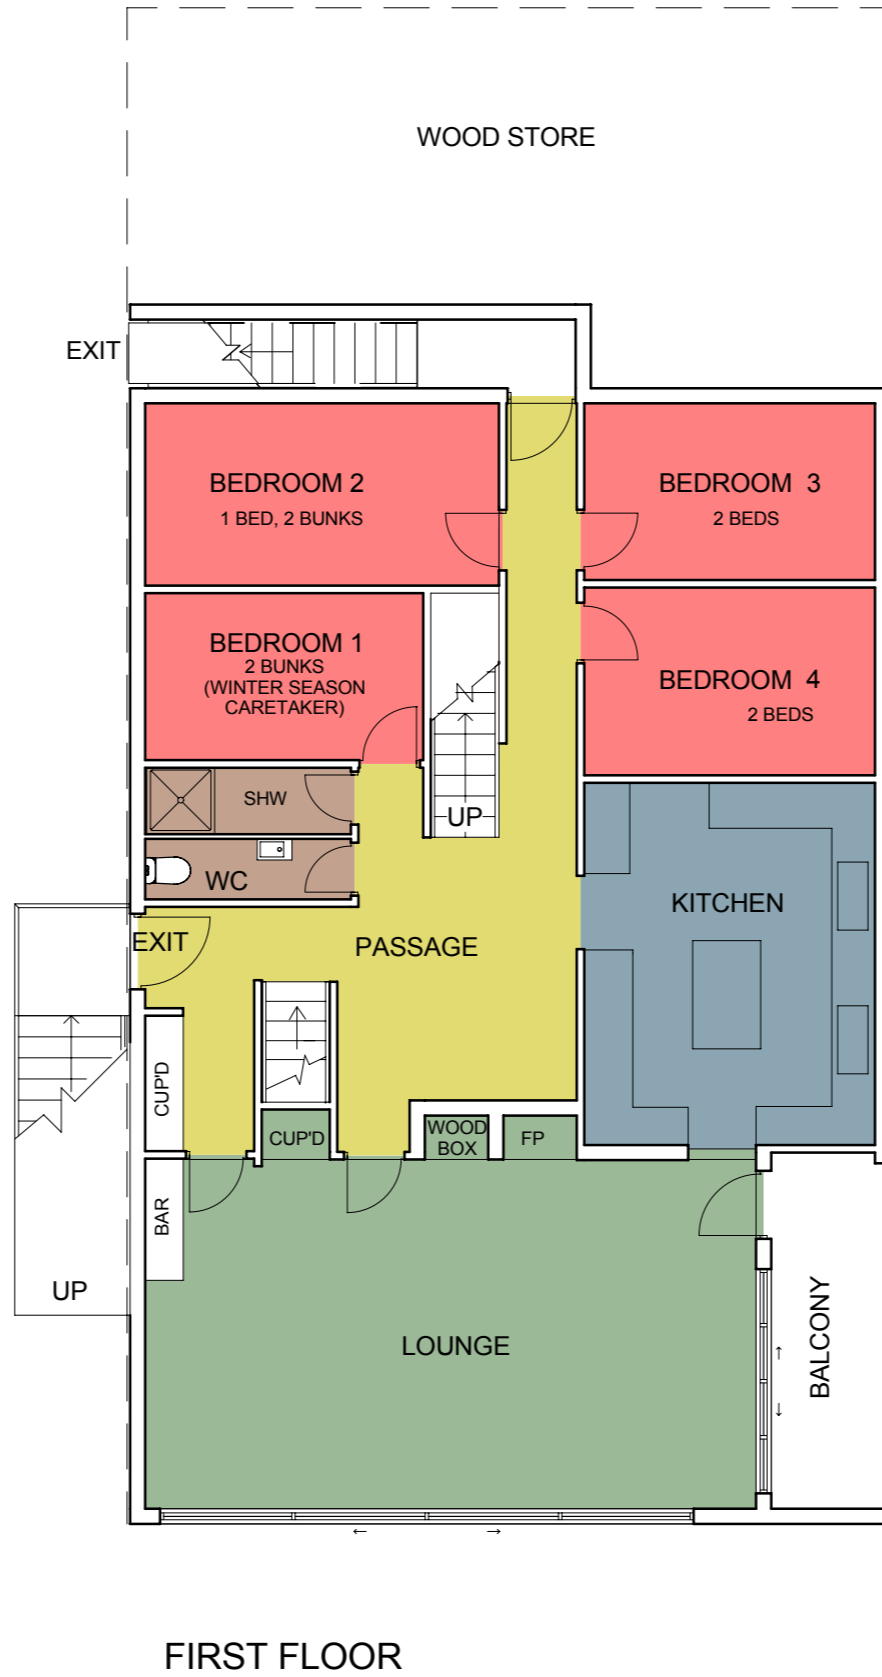 WOOD STORE
EXIT
BEDROOM 2
1 BED, 2 BUNKS
BEDROOM 3
2 BEDS
BEDROOM 1
2 BUNKS
(WINTER SEASON
CARETAKER)
BEDROOM 4
2 BEDS
SHW
UP
WC
KITCHEN
EXIT
PASSAGE
CUP'D
CUP'D
WOOD
BOX
FP
BAR
UP
LOUNGE
BALCONY
FIRST FLOOR